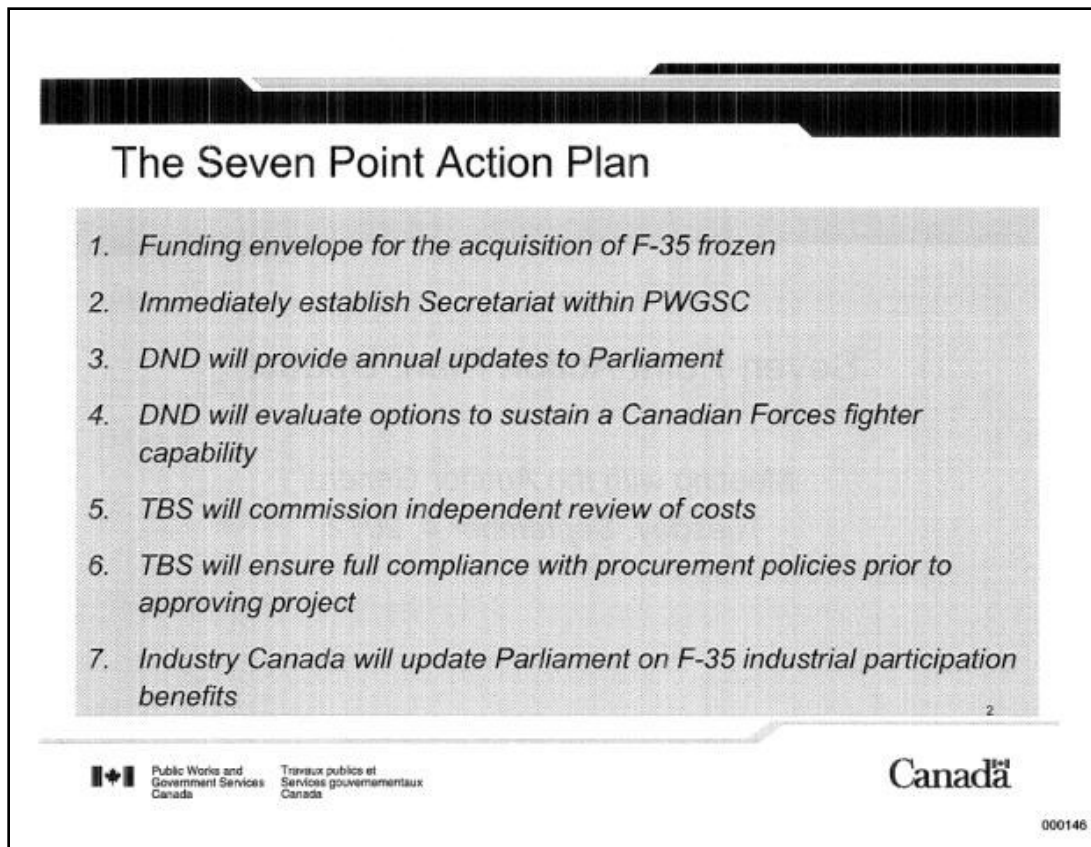 The Seven Point Action Plan
1. Funding envelope for the acquisition of F-35 frozen
2. Immediately establish Secretariat within PWGSC
3. DND will provide annual updates to Parliament
4. DND will evaluate options to sustain a Canadian Forces fighter
capability
5. TBS will commission independent review of costs
6. TBS will ensure full compliance with procurement policies prior to
approving project
7. Industry Canada will update Parliament on F-35 industrial participation
benefits
2
Public Works and
Government Services
Canada
Travaux publics et
Services gouvernementaux
Canada
Canada
000146